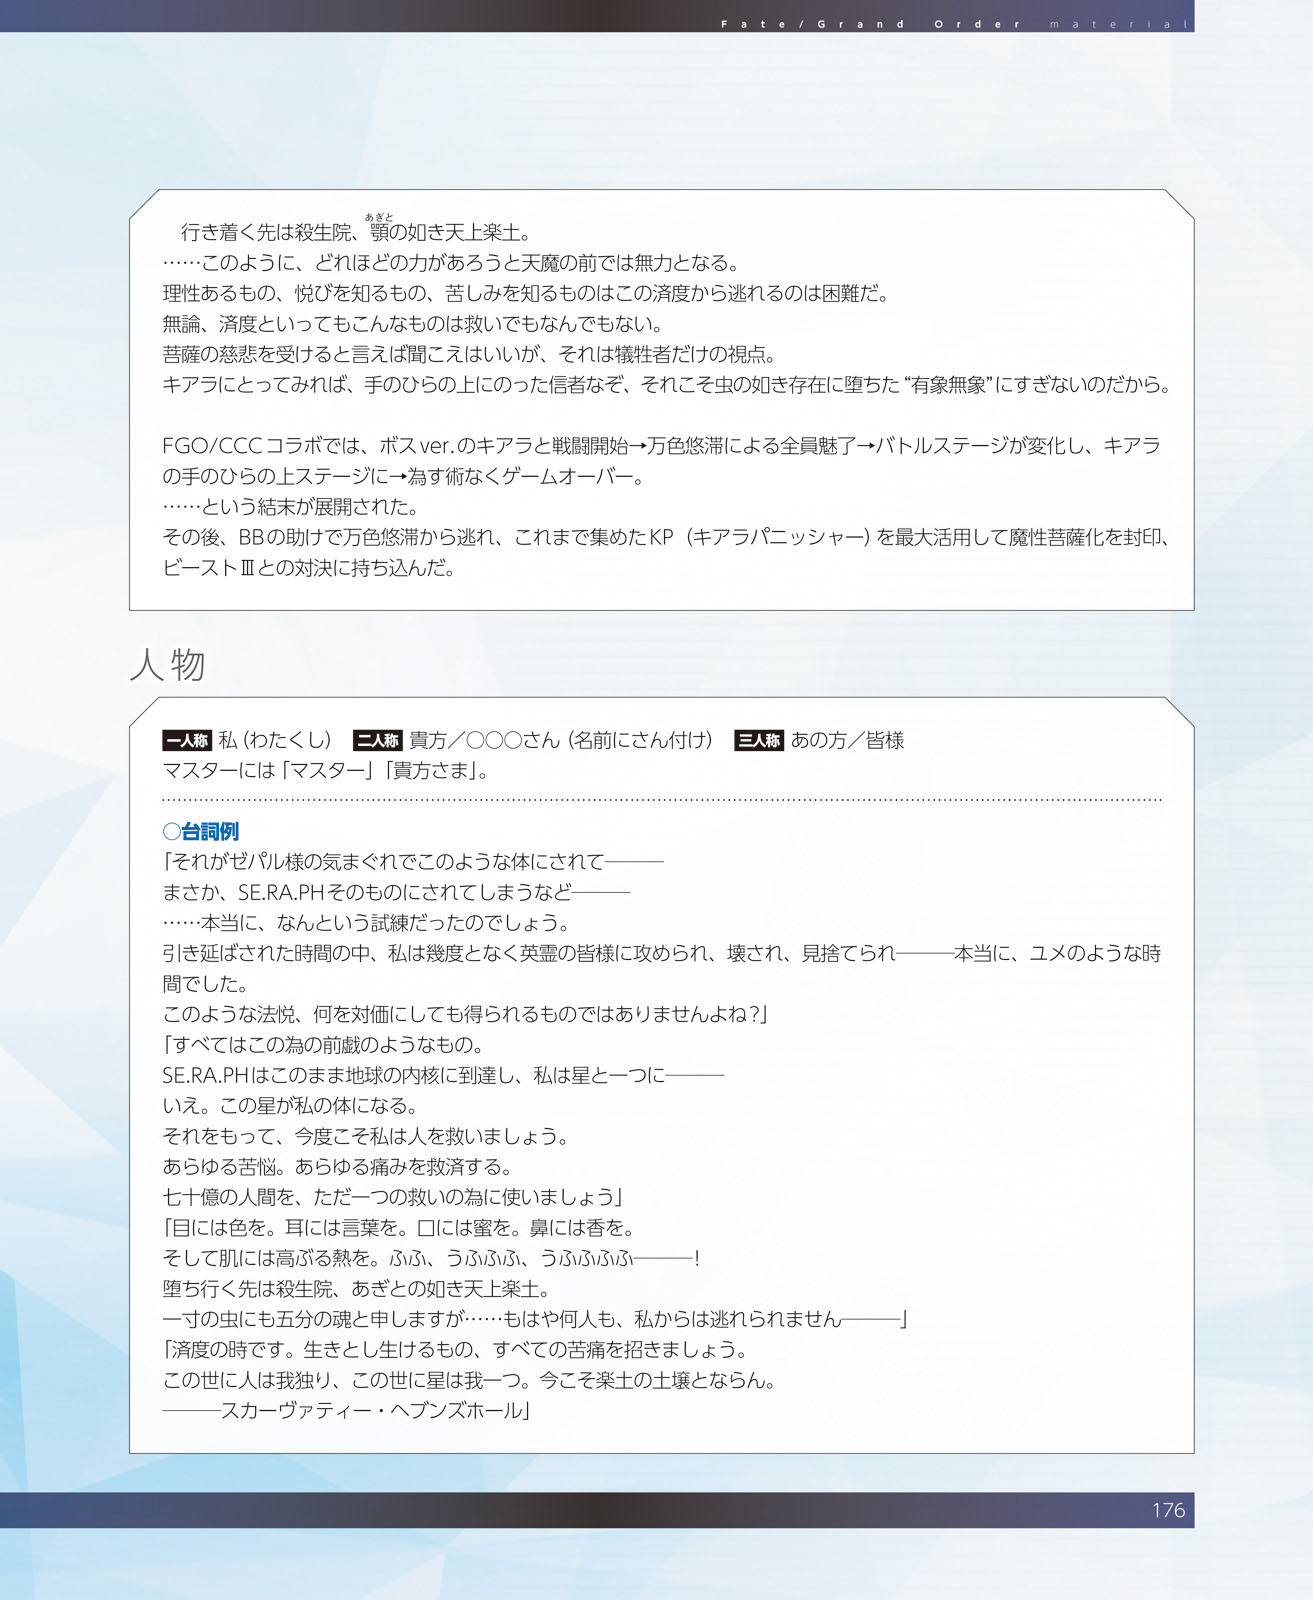 Fate/Grand Order material
あぎと
行き着く先は殺生院、顎の如き天上楽土。
……このように、どれほどの力があろうと天魔の前では無力となる。
理性あるもの、悦びを知るもの、苦しみを知るものはこの済度から逃れるのは困難だ。
無論、済度といってもこんなものは救いでもなんでもない。
菩薩の慈悲を受けると言えば聞こえはいいが、それは犠牲者だけの視点。
キアラにとってみれば、手のひらの上にのった信者なぞ、それこそ虫の如き存在に堕ちた“有象無象”にすぎないのだから。
FGO/CCCコラボでは、ボスver.のキアラと戦闘開始→万色悠滞による全員魅了→バトルステージが変化し、キアラ
の手のひらの上ステージに→為す術なくゲームオーバー。
……という結末が展開された。
その後、BBの助けで万色悠滞から逃れ、これまで集めたKP（キアラパニッシャー）を最大活用して魔性菩薩化を封印、
ビーストⅢとの対決に持ち込んだ。
人物
一人称 私（わたくし） 二人称 貴方／○○○さん（名前にさん付け） 三人称 あの方／皆様
マスターには「マスター」「貴方さま」。
○台詞例
「それがゼパル様の気まぐれでこのような体にされて―――
まさか、SE.RA.PHそのものにされてしまうなど―――
……本当に、なんという試練だったのでしょう。
引き延ばされた時間の中、私は幾度となく英霊の皆様に攻められ、壊され、見捨てられ―――本当に、ユメのような時
間でした。
このような法悦、何を対価にしても得られるものではありませんよね？」
「すべてはこの為の前戯のようなもの。
SE.RA.PHはこのまま地球の内核に到達し、私は星と一つに―――
いえ。この星が私の体になる。
それをもって、今度こそ私は人を救いましょう。
あらゆる苦悩。あらゆる痛みを救済する。
七十億の人間を、ただ一つの救いの為に使いましょう」
「目には色を。耳には言葉を。口には蜜を。鼻には香を。
そして肌には高ぶる熱を。ふふ、うふふふ、うふふふふ―――！
堕ち行く先は殺生院、あぎとの如き天上楽土。
一寸の虫にも五分の魂と申しますが……もはや何人も、私からは逃れられません―――」
「済度の時です。生きとし生けるもの、すべての苦痛を招きましょう。
この世に人は我独り、この世に星は我一つ。今こそ楽土の土壌とならん。
―――スカーヴァティー・ヘブンズホール」
176